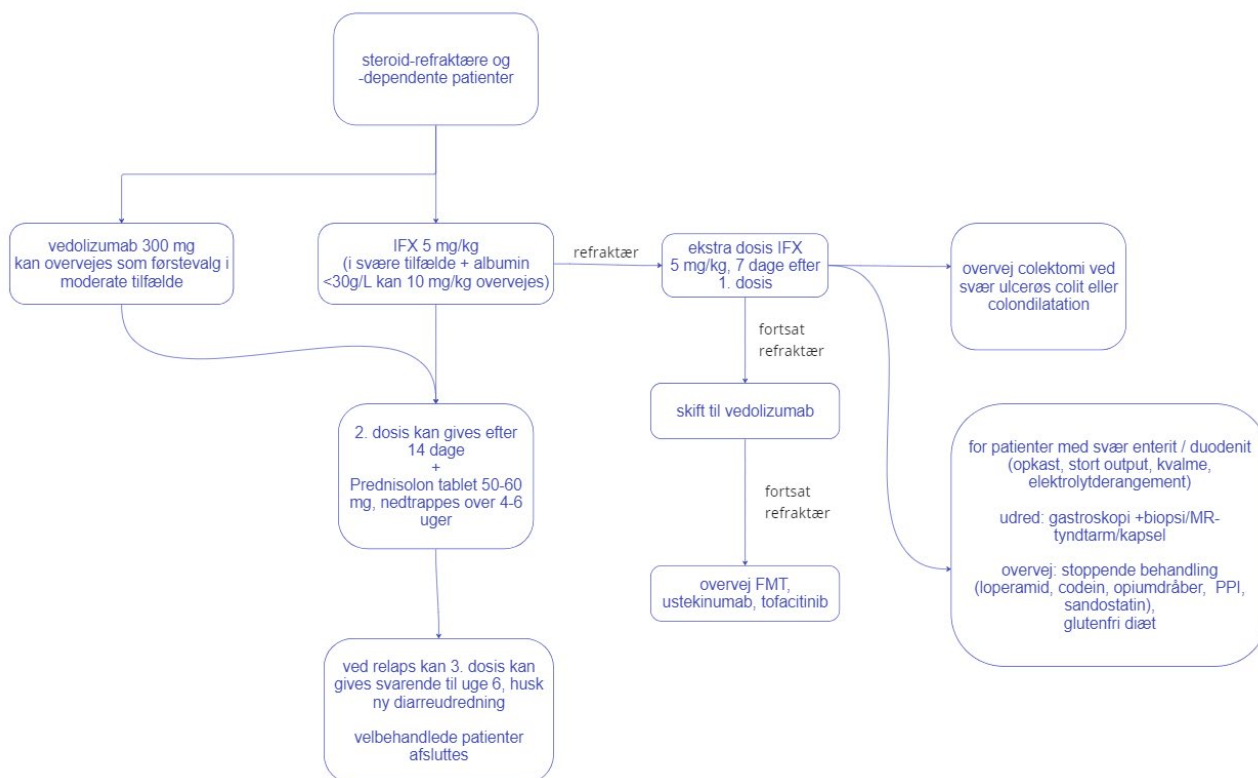 steroid-refraktære og
-dependente patienter
vedolizumab 300 mg
kan overvejes som førstevalg i
moderate tilfælde
IFX 5 mg/kg
(i svære tilfælde + albumin
<30g/L kan 10 mg/kg overvejes)
refraktær
ekstra dosis IFX
5 mg/kg, 7 dage efter
1. dosis
overvej colektomi ved
svær ulcerøs colit eller
colondilatation
fortsat
refraktær
skift til vedolizumab
2. dosis kan gives efter
14 dage
+
Prednisolon tablet 50-60
mg, nedtrappes over 4-6
uger
fortsat
refraktær
overvej FMT,
ustekinumab, tofacitinib
for patienter med svær enterit / duodenit
(opkast, stort output, kvalme,
elektrolytderangement)
udred: gastroskopi +biopsi/MR-
tyndtarm/kapsel
overvej: stoppende behandling
(loperamid, codein, opiumdråber, PPI,
sandostatin),
glutenfri diæt
ved relaps kan 3. dosis kan
gives svarende til uge 6, husk
ny diarreudredning
velbehandlede patienter
afsluttes